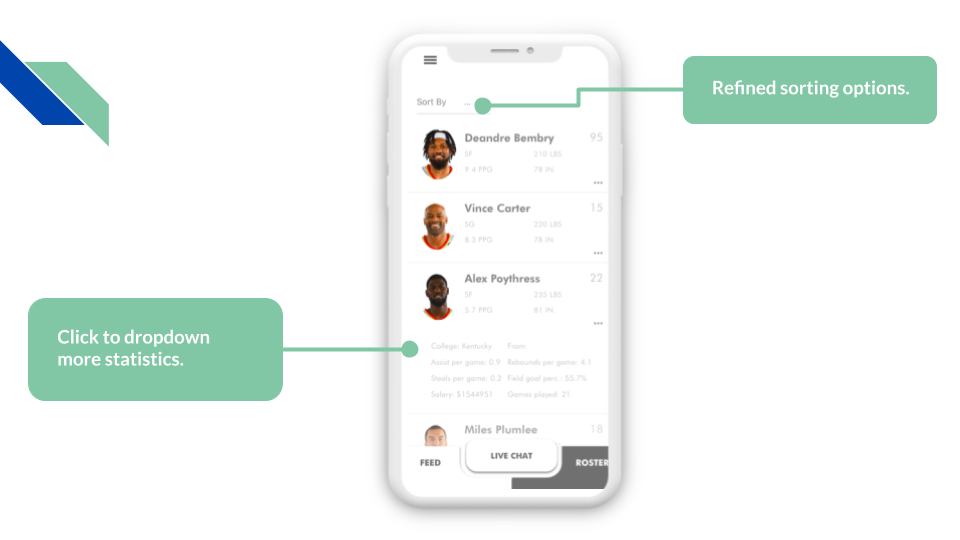 Refined sorting options.
Sort By ...
Deandre Bembry 95
SF 210 LBS
9.4 PPG 78 IN.
Vince Carter 15
SG 220 LBS
8.3 PPG 78 IN.
Alex Poythress 22
SF 235 LBS
5.7 PPG 81 IN.
Click to dropdown
more statistics.
College: Kentucky From:
Assist per game: 0.9 Rebounds per game: 4.1
Steals per game: 0.2 Field goal perc.: 55.7%
Salary: $1544951 Games played: 21
Miles Plumlee 18
FEED LIVE CHAT ROSTER